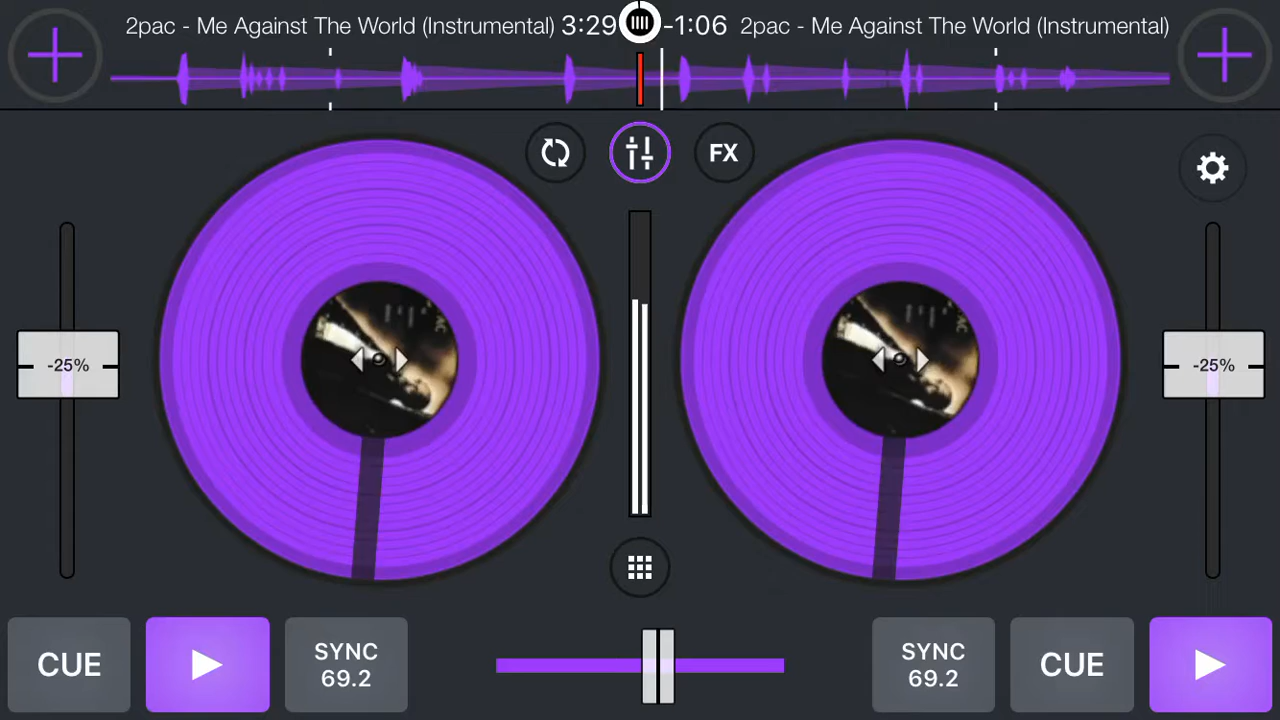 2pac - Me Against The World (Instrumental) 3:29 -1:06 2pac - Me Against The World (Instrumental)
FX
-25% -25%
CUE SYNC 69.2 SYNC 69.2 CUE